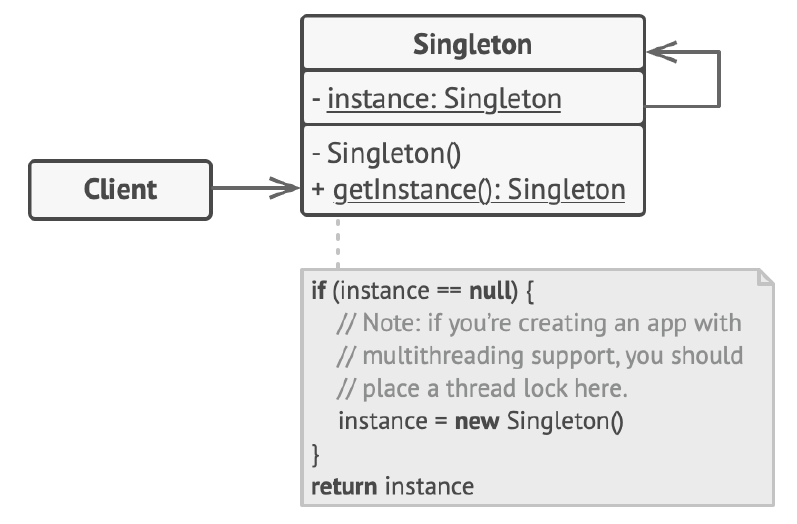 Singleton
- instance: Singleton
- Singleton()
+ getInstance(): Singleton
Client
if (instance == null) {
// Note: if you’re creating an app with
// multithreading support, you should
// place a thread lock here.
instance = new Singleton()
}
return instance